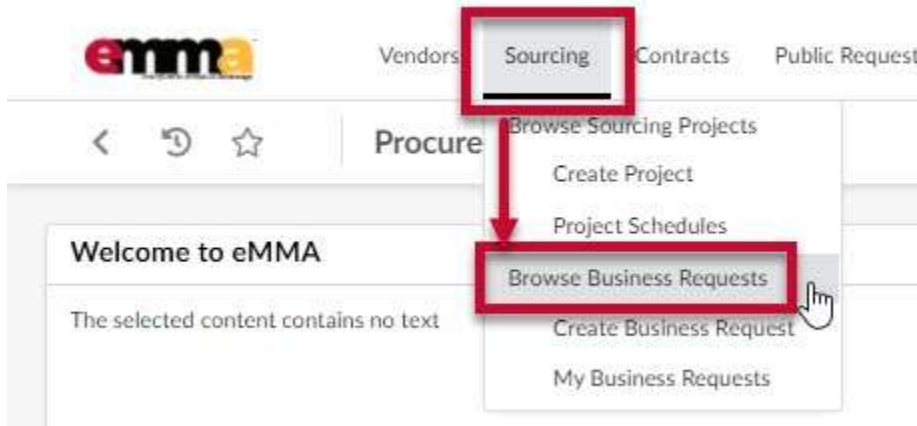 emma
Vendors Sourcing Contracts Public Request
Procure
Browse Sourcing Projects
Create Project
Project Schedules
Browse Business Requests
Create Business Request
My Business Requests
Welcome to eMMA
The selected content contains no text